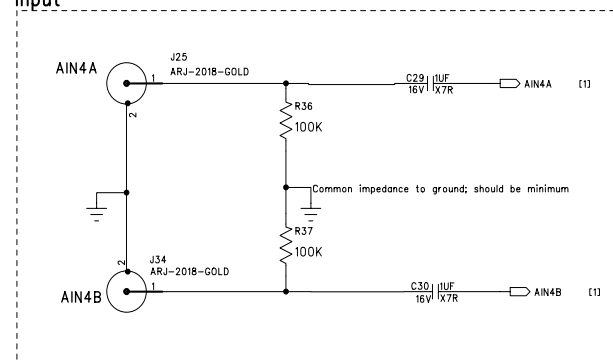 Input
J25
AIN4A
ARJ-2018-GOLD
1
C29 1UF
16V X7R
AIN4A [1]
2
R36
100K
Common impedance to ground; should be minimum
R37
100K
2
J34
ARJ-2018-GOLD
1
AIN4B
C30 1UF
16V X7R
AIN4B [1]